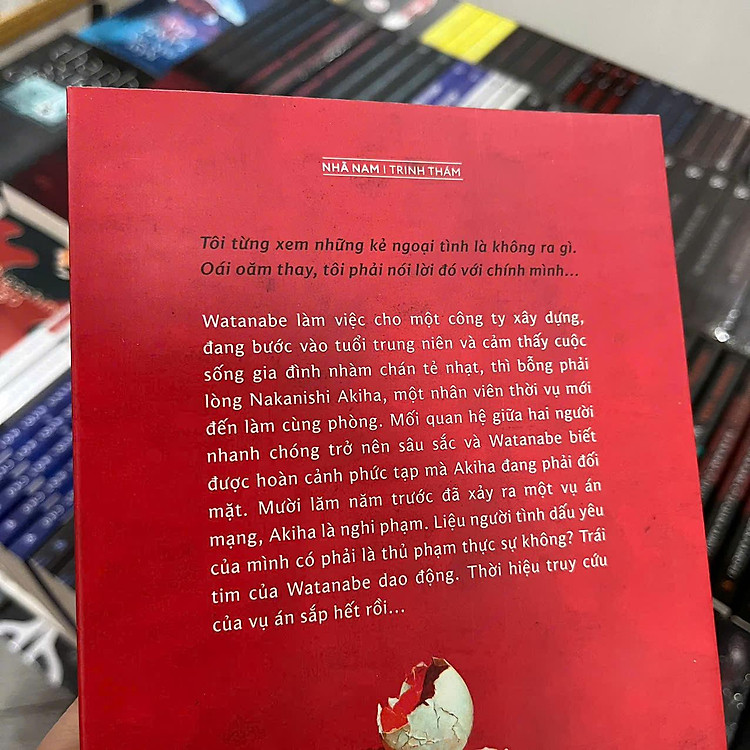 NHÃ NAM | TRINH THÁM
Tôi từng xem những kẻ ngoại tình là không ra gì.
Oái oăm thay, tôi phải nói lời đó với chính mình...
Watanabe làm việc cho một công ty xây dựng,
đang bước vào tuổi trung niên và cảm thấy cuộc
sống gia đình nhàm chán tẻ nhạt, thì bỗng phải
lòng Nakanishi Akiha, một nhân viên thời vụ mới
đến làm cùng phòng. Mối quan hệ giữa hai người
nhanh chóng trở nên sâu sắc và Watanabe biết
được hoàn cảnh phức tạp mà Akiha đang phải đối
mặt. Mười lăm năm trước đã xảy ra một vụ án
mạng, Akiha là nghi phạm. Liệu người tình dấu yêu
của mình có phải là thủ phạm thực sự không? Trái
tim của Watanabe dao động. Thời hiệu truy cứu
của vụ án sắp hết rồi...